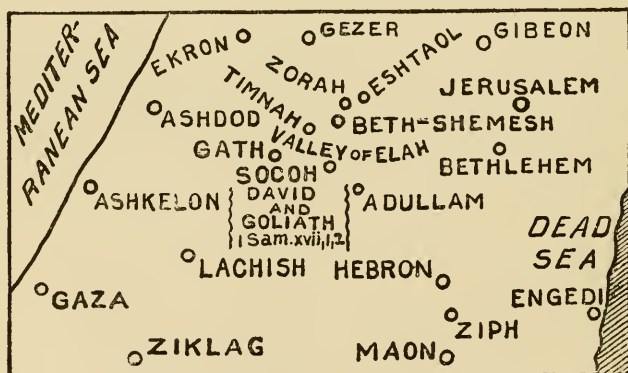 MEDITER-
RANEAN SEA
EKRON
GEZER
GIBEON
ZORAH
ESHTAOL
TIMNAH
JERUSALEM
ASHDOD
BETH-SHEMESH
VALLEY OF ELAH
GATH
BETHLEHEM
SOCOH
ASHKELON
DAVID
AND
GOLIATH
1 Sam. xvii, 1, 2
ADULLAM
DEAD
SEA
LACHISH
HEBRON
GAZA
ENGEDI
ZIPH
ZIKLAG
MAON